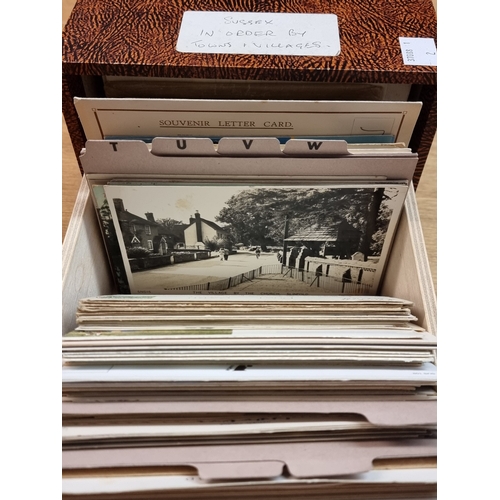 SUSSEX
IN ORDER BY
TOWNS + VILLAGES.
SOUVENIR LETTER CARD.
T U V W